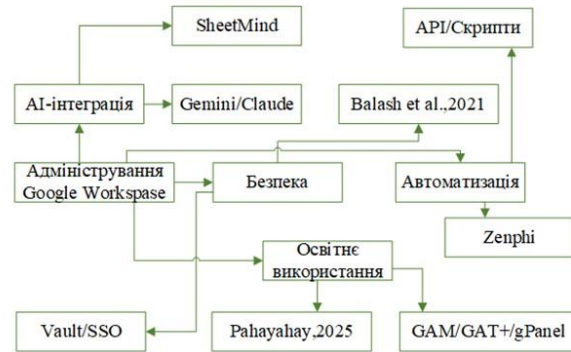 SheetMind
API/Скрипти
AI-інтеграція
Gemini/Claude
Balash et al.,2021
Адміністрування
Google Workspase
Безпека
Автоматизація
Zenphi
Освітнє
використання
Vault/SSO
Pahayahay,2025
GAM/GAT+/gPanel